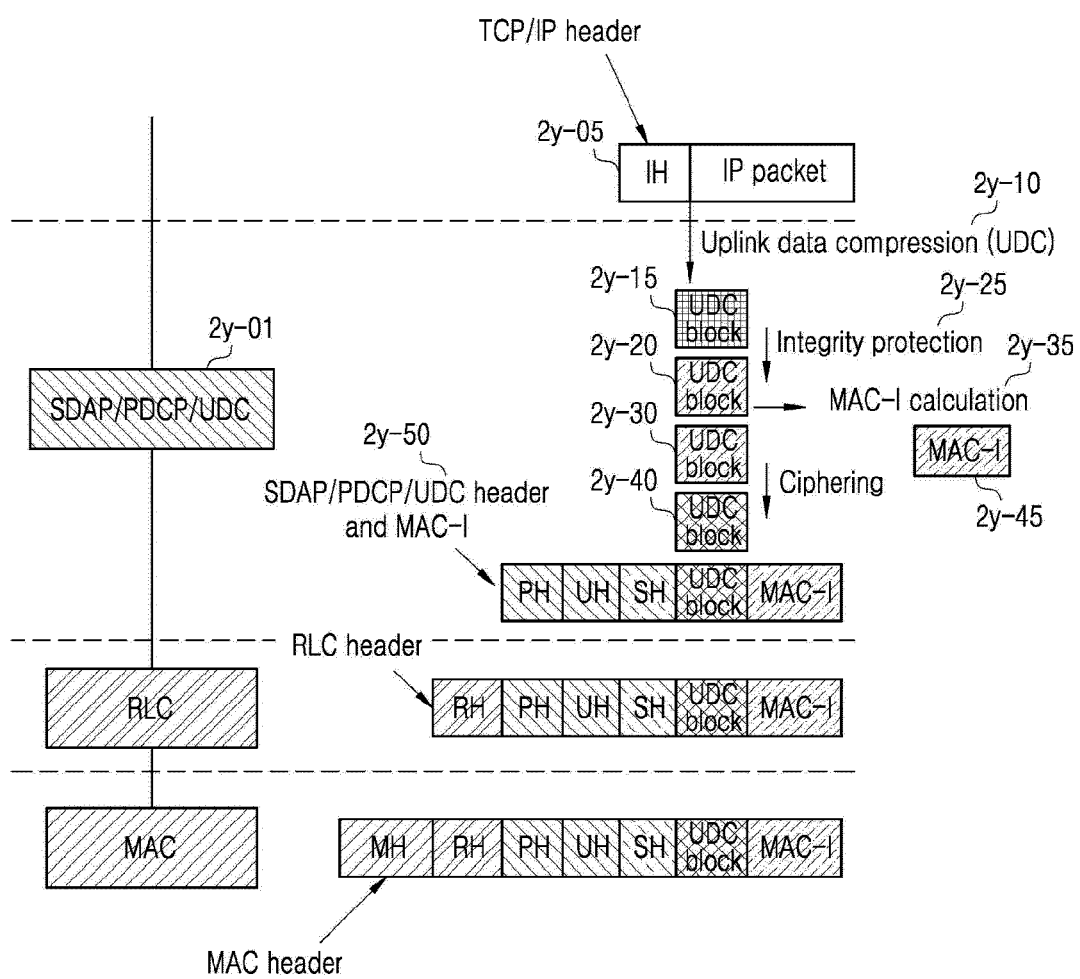 TCP/IP header
2y-05
IH
IP packet
2y-10
Uplink data compression (UDC)
2y-15
UDC block
2y-25
Integrity protection
2y-01
2y-20
UDC block
2y-35
MAC-I calculation
SDAP/PDCP/UDC
2y-30
UDC block
MAC-I
2y-50
2y-40
Ciphering
SDAP/PDCP/UDC header
and MAC-I
UDC block
2y-45
PH UH SH UDC block MAC-I
RLC header
RLC
RH PH UH SH UDC block MAC-I
MAC
MH RH PH UH SH UDC block MAC-I
MAC header